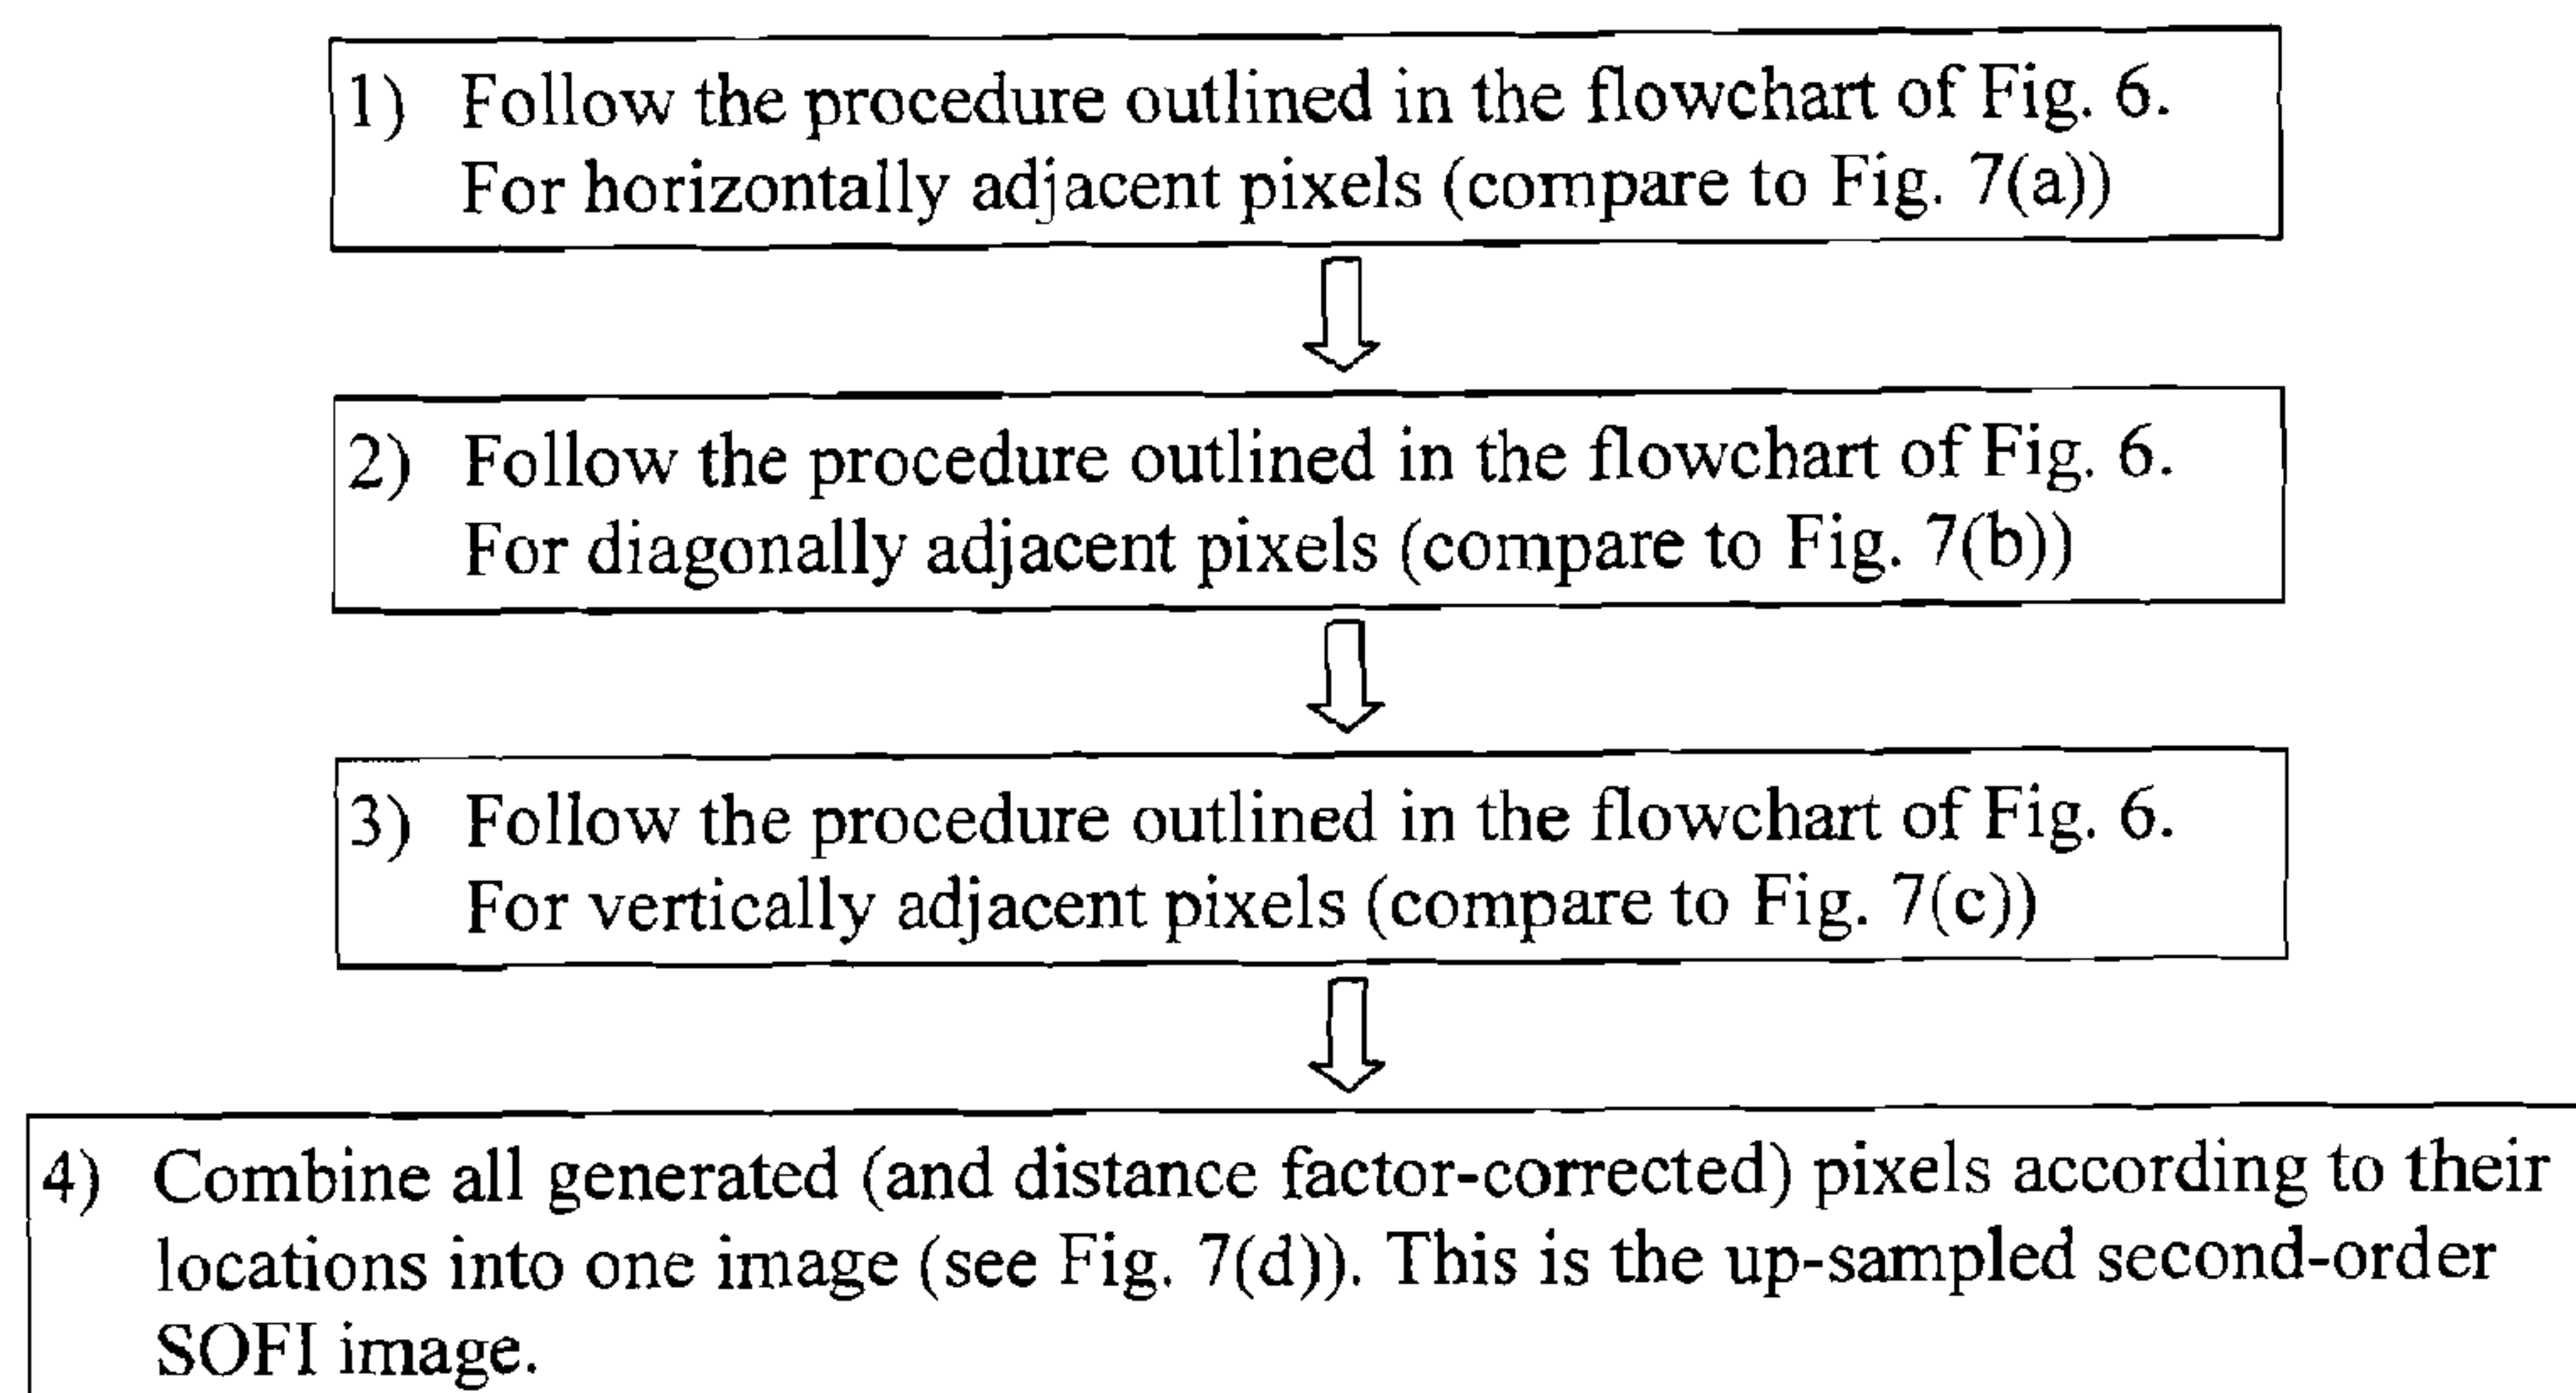 1) Follow the procedure outlined in the flowchart of Fig. 6.
For horizontally adjacent pixels (compare to Fig. 7(a))
2) Follow the procedure outlined in the flowchart of Fig. 6.
For diagonally adjacent pixels (compare to Fig. 7(b))
3) Follow the procedure outlined in the flowchart of Fig. 6.
For vertically adjacent pixels (compare to Fig. 7(c))
4) Combine all generated (and distance factor-corrected) pixels according to their
locations into one image (see Fig. 7(d)). This is the up-sampled second-order
SOFI image.